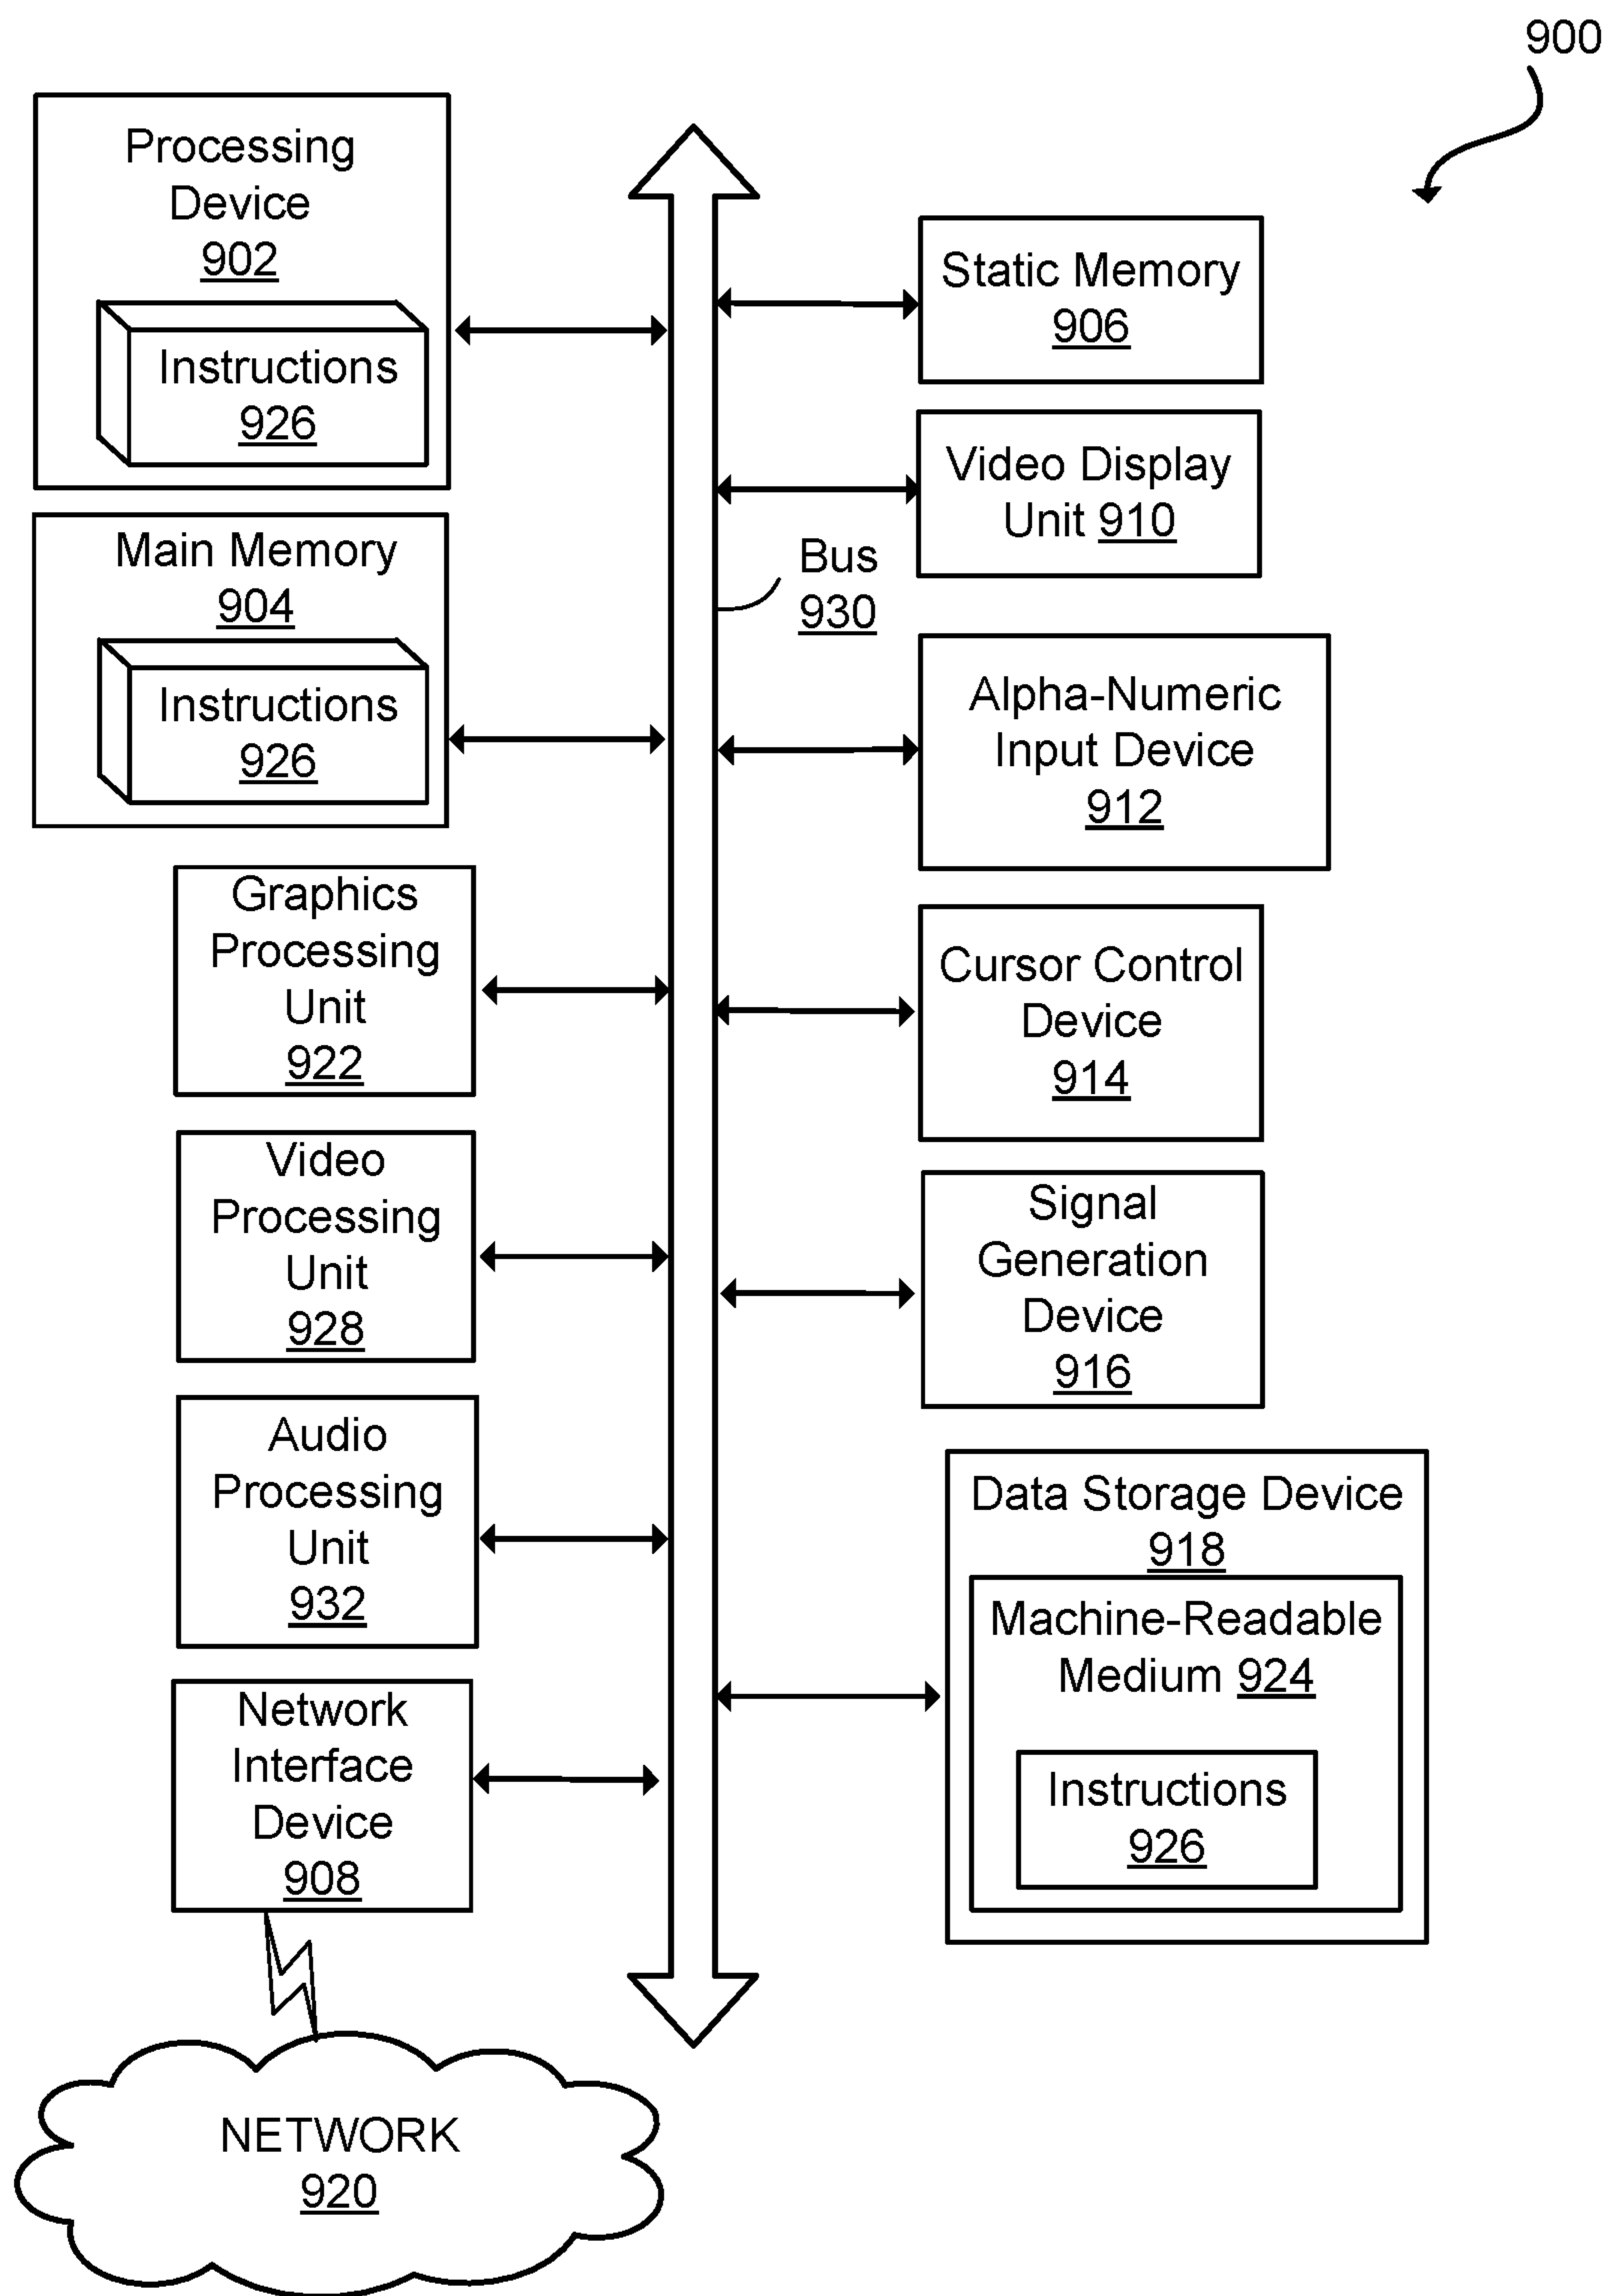 900
Processing
Device
902
Instructions
926
Main Memory
904
Instructions
926
Graphics
Processing
Unit
922
Video
Processing
Unit
928
Audio
Processing
Unit
932
Network
Interface
Device
908
NETWORK
920
Bus
930
Static Memory
906
Video Display
Unit 910
Alpha-Numeric
Input Device
912
Cursor Control
Device
914
Signal
Generation
Device
916
Data Storage Device
918
Machine-Readable
Medium 924
Instructions
926